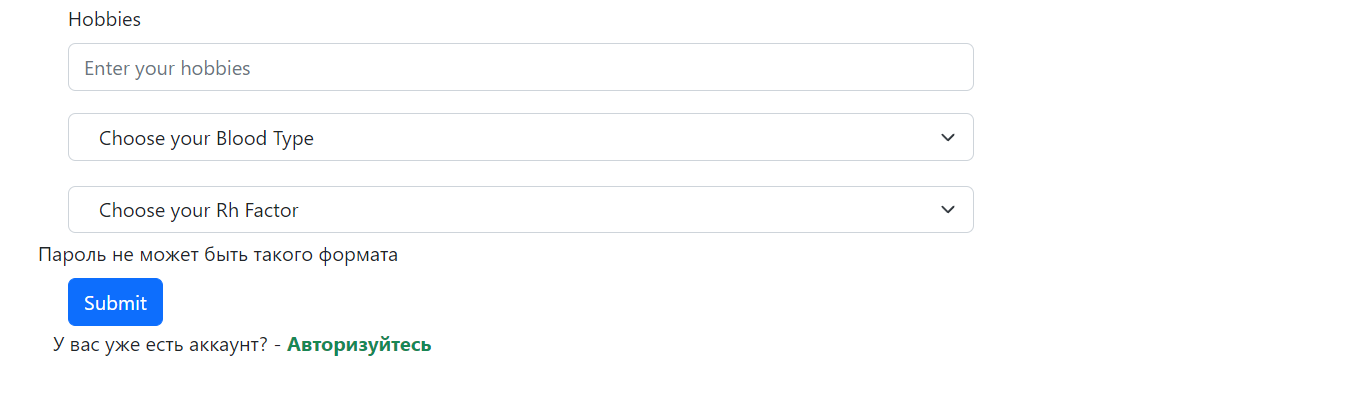 Hobbies
Enter your hobbies
Choose your Blood Type
Choose your Rh Factor
Пароль не может быть такого формата
Submit
У вас уже есть аккаунт? - Авторизуйтесь